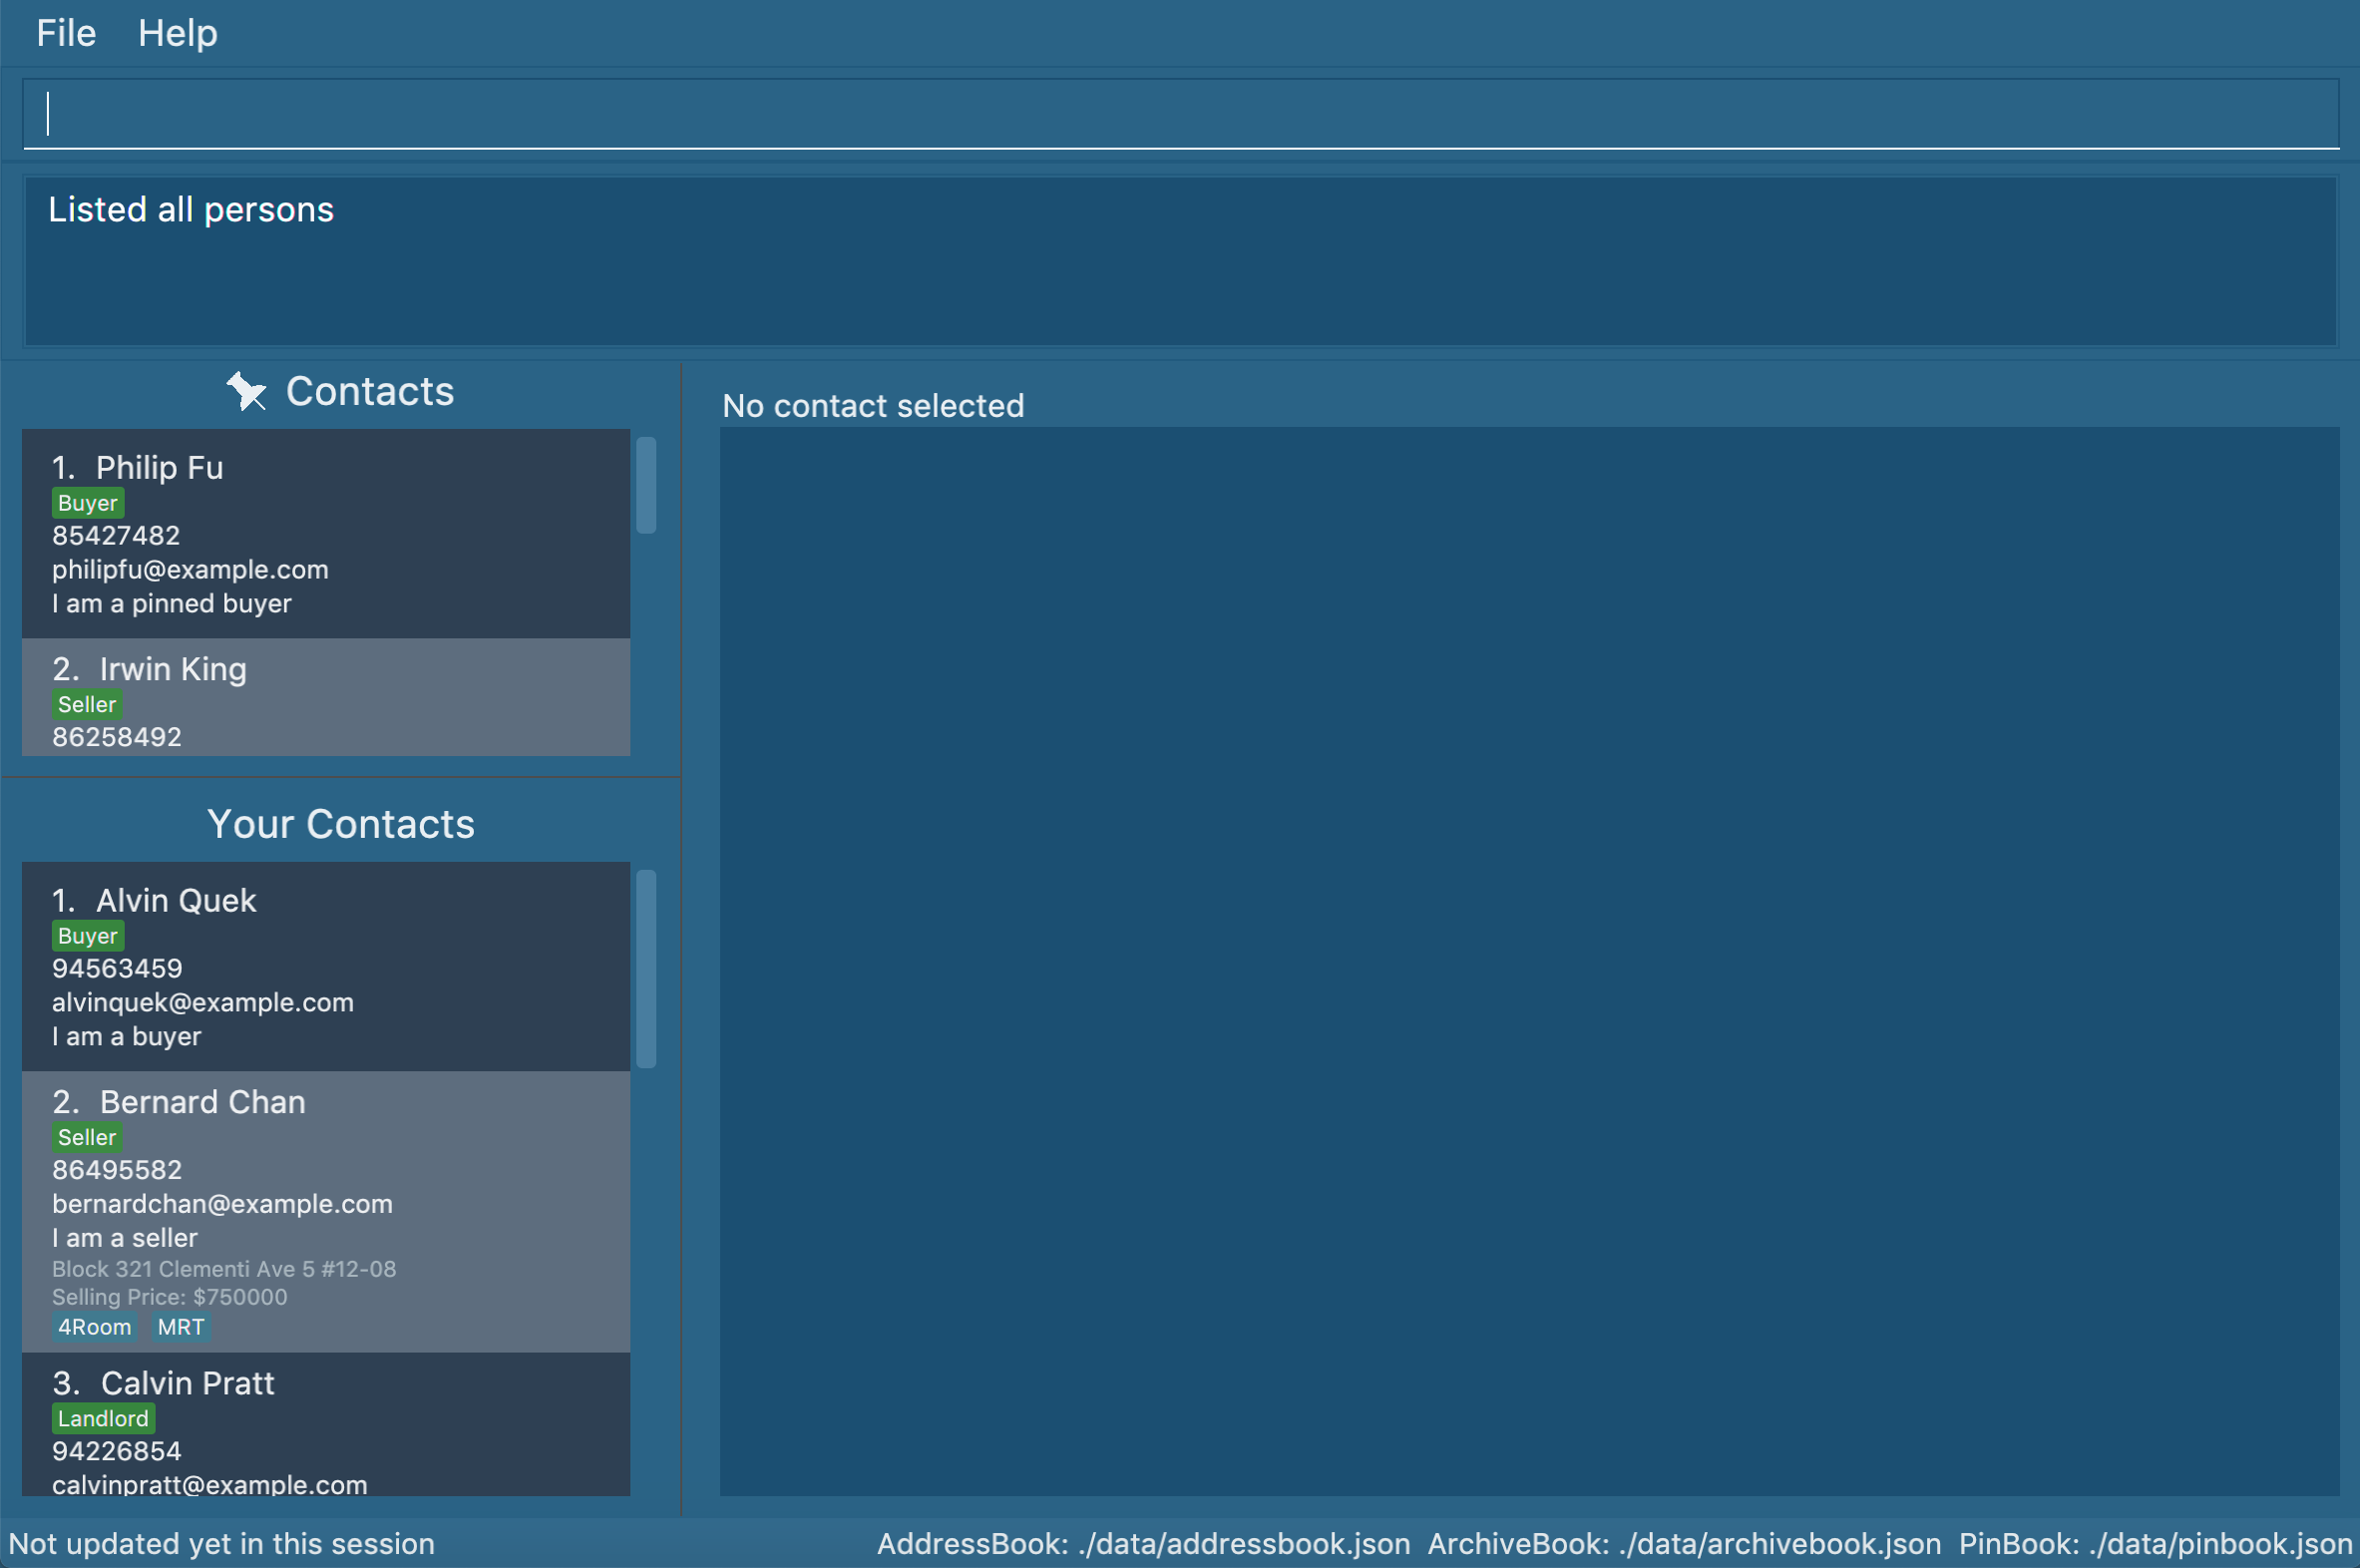 File Help
Listed all persons
Contacts
1. Philip Fu
Buyer
85427482
philipfu@example.com
I am a pinned buyer
2. Irwin King
Seller
86258492
Your Contacts
1. Alvin Quek
Buyer
94563459
alvinquek@example.com
I am a buyer
2. Bernard Chan
Seller
86495582
bernardchan@example.com
I am a seller
Block 321 Clementi Ave 5 #12-08
Selling Price: $750000
4Room MRT
3. Calvin Pratt
Landlord
94226854
calvinpratt@example.com
No contact selected
Not updated yet in this session
AddressBook: ./data/addressbook.json ArchiveBook: ./data/archivebook.json PinBook: ./data/pinbook.json